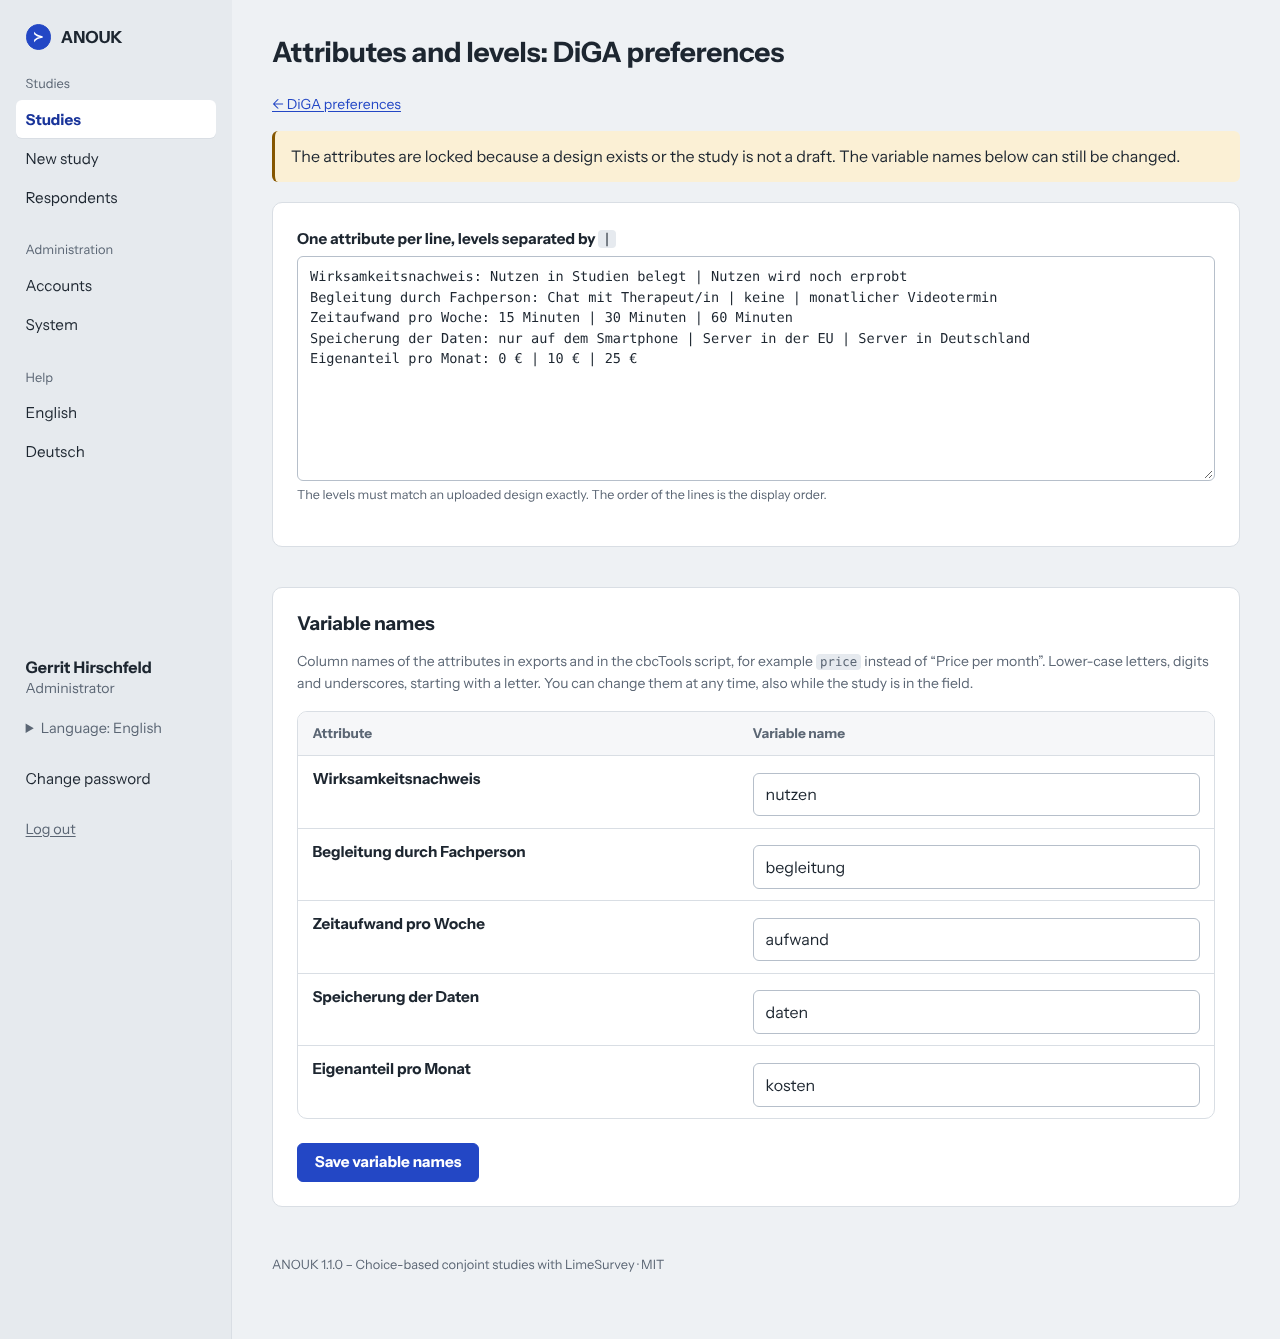 ANOUK
Studies
Studies
New study
Respondents
Administration
Accounts
System
Help
English
Deutsch
Gerrit Hirschfeld
Administrator
Language: English
Change password
Log out
Attributes and levels: DiGA preferences
← DiGA preferences
The attributes are locked because a design exists or the study is not a draft. The variable names below can still be changed.
One attribute per line, levels separated by |
Wirksamkeitsnachweis: Nutzen in Studien belegt | Nutzen wird noch erprobt
Begleitung durch Fachperson: Chat mit Therapeut/in | keine | monatlicher Videotermin
Zeitaufwand pro Woche: 15 Minuten | 30 Minuten | 60 Minuten
Speicherung der Daten: nur auf dem Smartphone | Server in der EU | Server in Deutschland
Eigenanteil pro Monat: 0 € | 10 € | 25 €
The levels must match an uploaded design exactly. The order of the lines is the display order.
Variable names
Column names of the attributes in exports and in the cbcTools script, for example price instead of “Price per month”. Lower-case letters, digits
and underscores, starting with a letter. You can change them at any time, also while the study is in the field.
Attribute Variable name
Wirksamkeitsnachweis nutzen
Begleitung durch Fachperson begleitung
Zeitaufwand pro Woche aufwand
Speicherung der Daten daten
Eigenanteil pro Monat kosten
Save variable names
ANOUK 1.1.0 – Choice-based conjoint studies with LimeSurvey · MIT